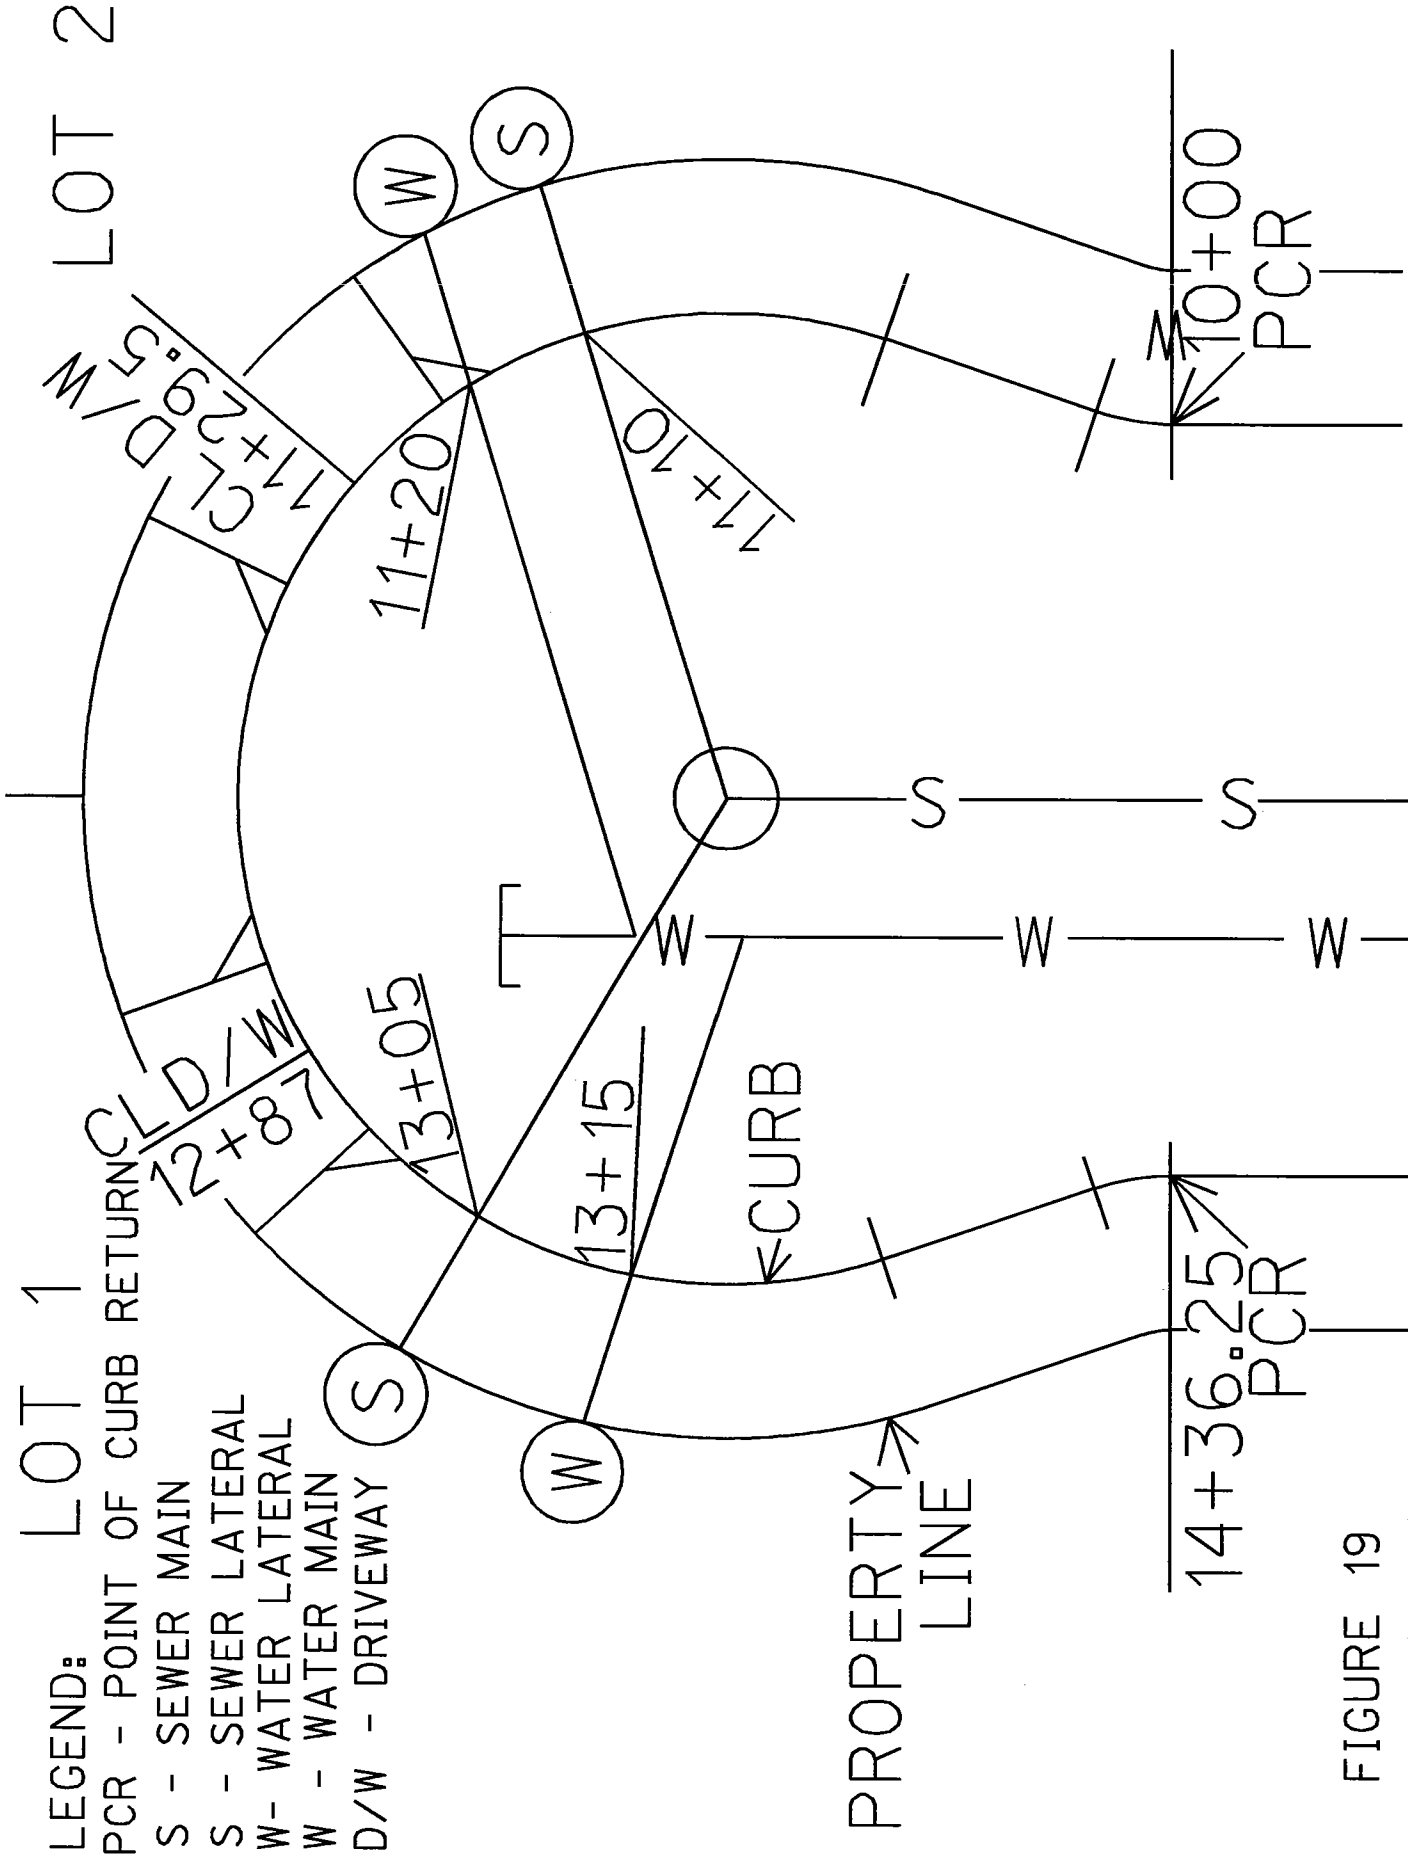 LEGEND:
PCR - POINT OF CURB RETURN
S - SEWER MAIN
S - SEWER LATERAL
W- WATER LATERAL
W - WATER MAIN
D/W - DRIVEWAY
LOT 1
LOT 2
CL D/W
12+87
CL D/W
11+29.5
S
W
W
S
13+05
13+15
11+20
11+10
CURB
PROPERTY
LINE
W
W
W
S
S
14+36.25
PCR
M
10+00
PCR
FIGURE 19